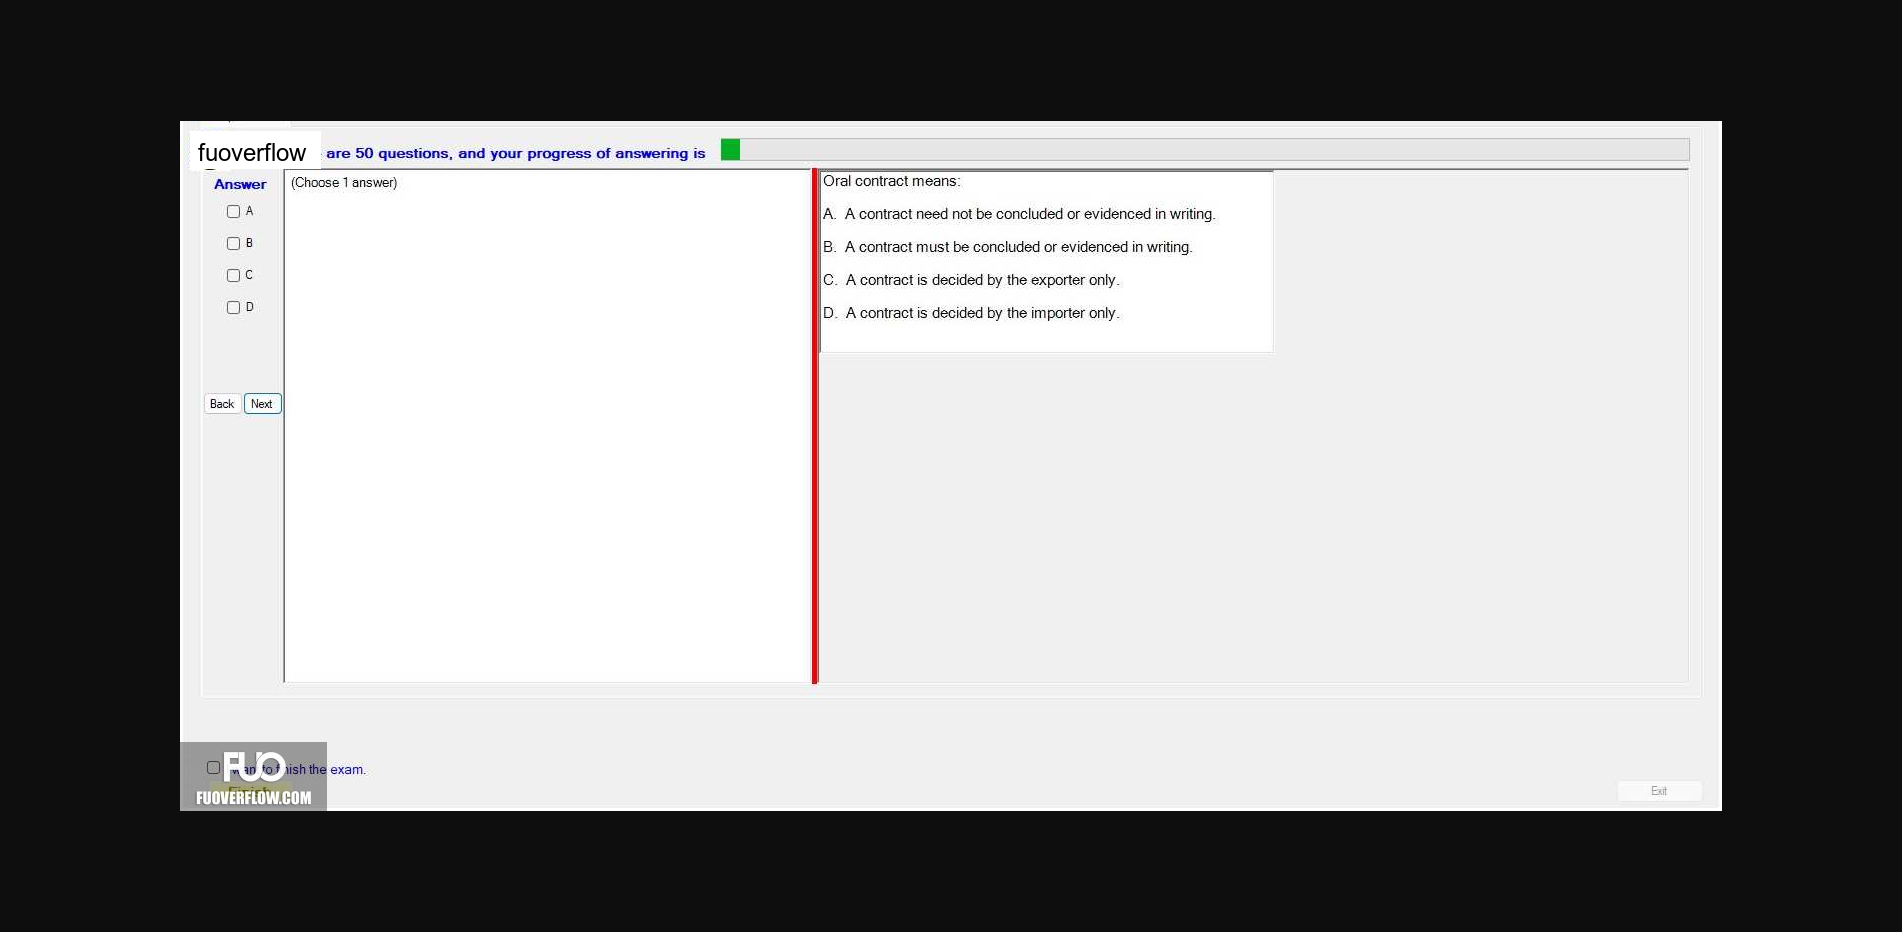 fuoverflow are 50 questions, and your progress of answering is
Answer
(Choose 1 answer)
A
B
C
D
Back Next
Oral contract means:
A. A contract need not be concluded or evidenced in writing.
B. A contract must be concluded or evidenced in writing.
C. A contract is decided by the exporter only.
D. A contract is decided by the importer only.
FUO
I want to finish the exam.
Finish
FUOVERFLOW.COM
Exit